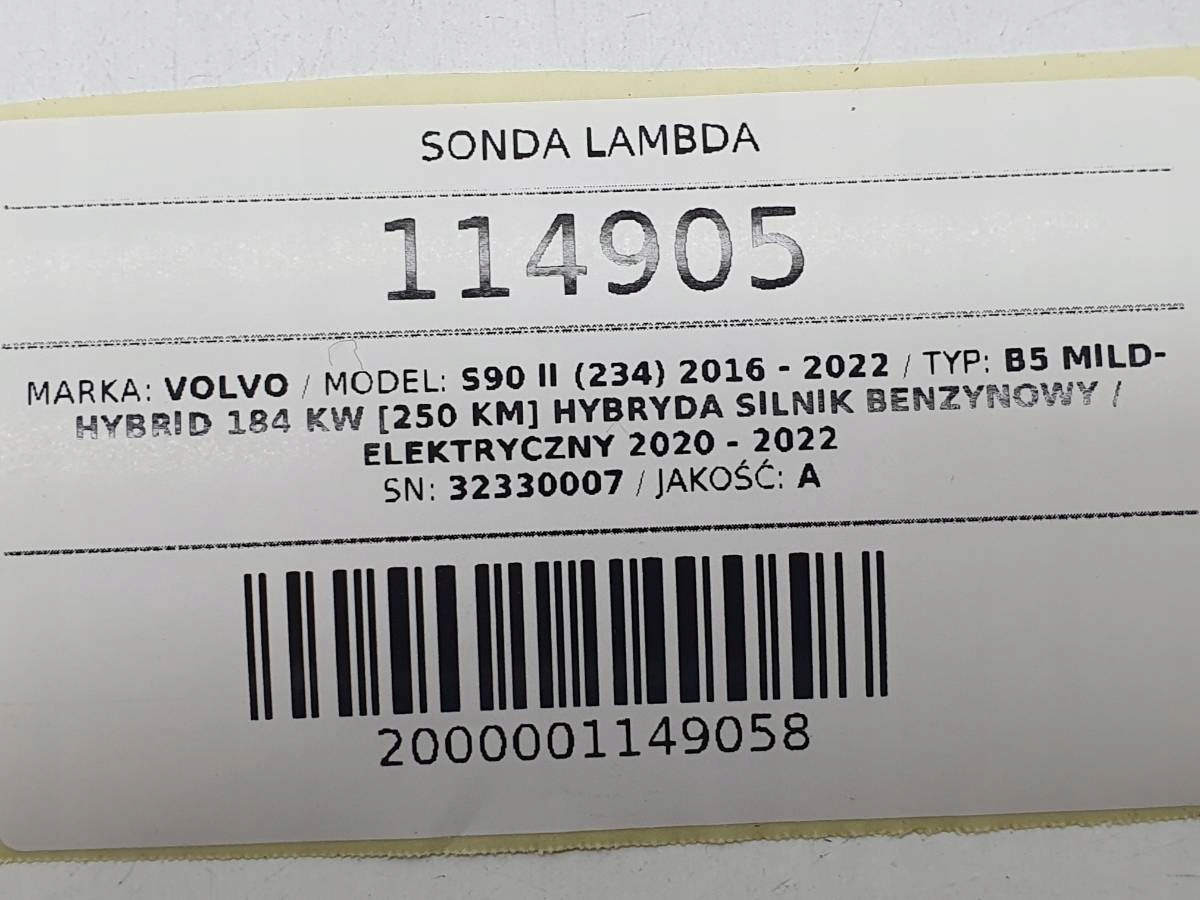 SONDA LAMBDA
114905
MARKA: VOLVO / MODEL: S90 II (234) 2016 - 2022 / TYP: B5 MILD-
HYBRID 184 KW [250 KM] HYBRYDA SILNIK BENZYNOWY /
ELEKTRYCZNY 2020 - 2022
SN: 32330007 / JAKOŚĆ: A
2000001149058